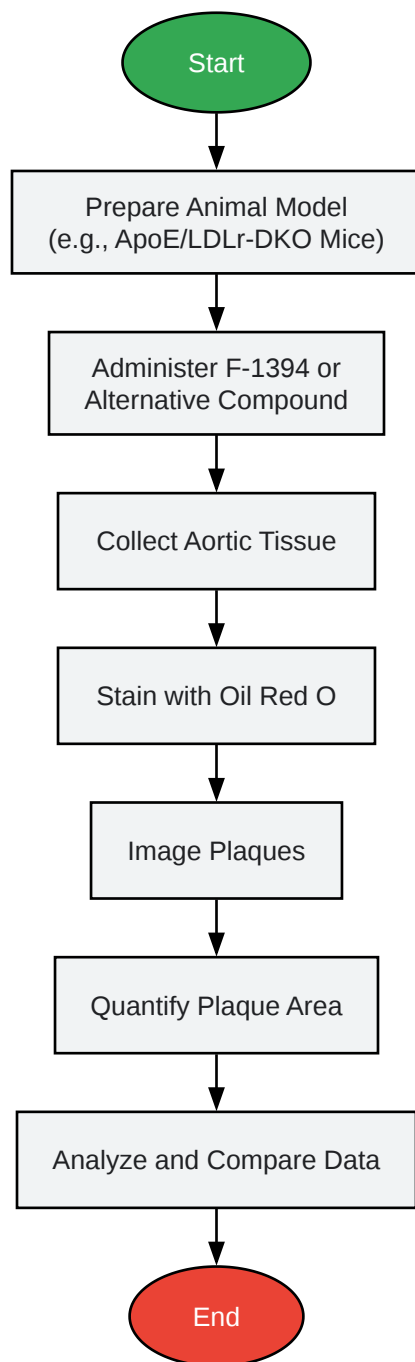 Start
Prepare Animal Model
(e.g., ApoE/LDLr-DKO Mice)
Administer F-1394 or
Alternative Compound
Collect Aortic Tissue
Stain with Oil Red O
Image Plaques
Quantify Plaque Area
Analyze and Compare Data
End